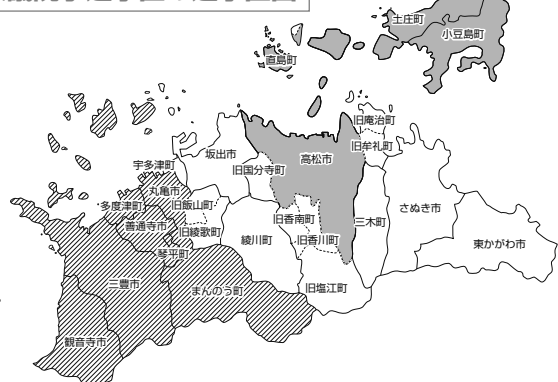 土庄町
小豆島町
直島町
旧庵治町
旧牟礼町
高松市
坂出市
旧国分寺町
宇多津町
丸亀市
多度津町
旧飯山町
善通寺市
旧綾歌町
琴平町
綾川町
旧香南町
旧香川町
三木町
さぬき市
東かがわ市
三豊市
まんのう町
旧塩江町
観音寺市